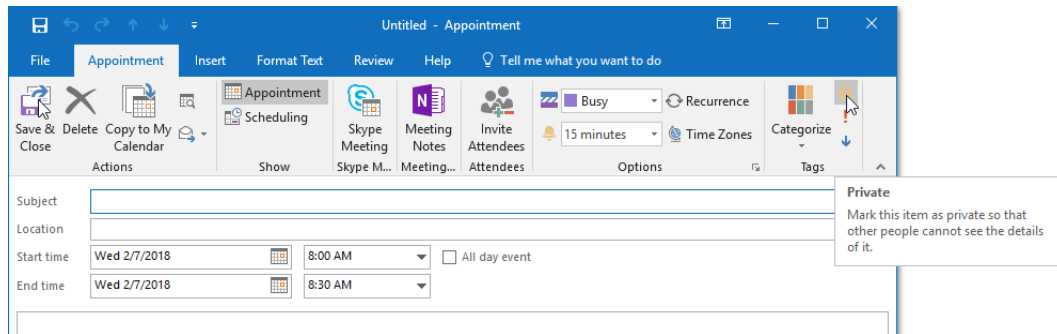 Untitled - Appointment
File Appointment Insert Format Text Review Help Tell me what you want to do
Save & Close
Delete
Copy to My Calendar
Actions
Appointment
Scheduling
Show
Skype Meeting
Skype M...
Meeting Notes
Meeting...
Invite Attendees
Attendees
Busy
Recurrence
15 minutes
Time Zones
Options
Categorize
Tags
Private
Mark this item as private so that
other people cannot see the details
of it.
Subject
Location
Start time Wed 2/7/2018 8:00 AM All day event
End time Wed 2/7/2018 8:30 AM